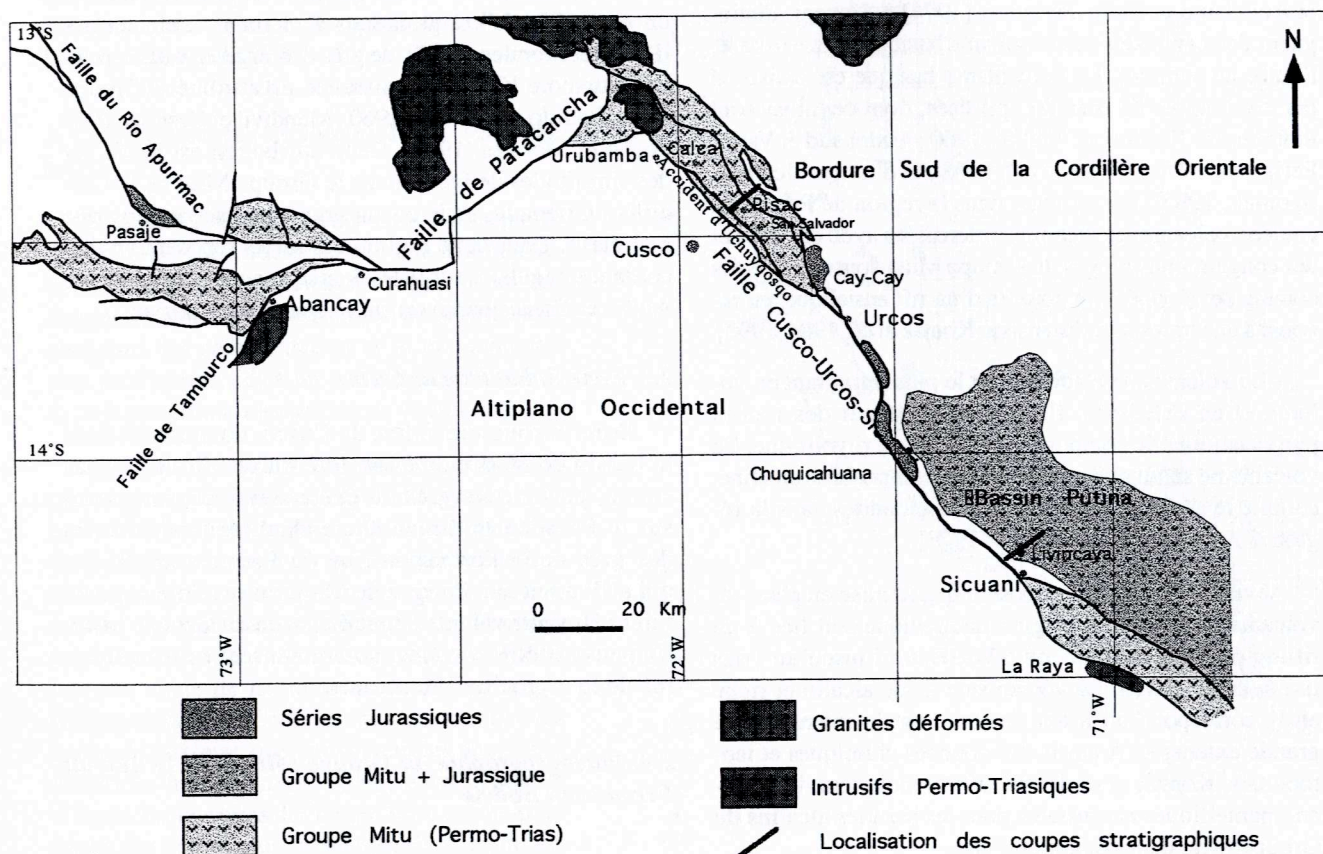 13°S
N
Faille du Río Apurimac
Faille de Patacancha
Urubamba
Calca
Bordure Sud de la Cordillère Orientale
Pisac
San Salvador
Accident d'Uchuyqosqo
Pasaje
Cusco
Cay-Cay
Curahuasi
Abancay
Urcos
Faille Cusco-Urcos-S
Faille de Tamburco
Altiplano Occidental
14°S
Chuquicahuana
Bassin Putina
Livincaya
Sicuani
0 20 Km
La Raya
73°W
72°W
71°W
Séries Jurassiques
Groupe Mitu + Jurassique
Groupe Mitu (Permo-Trias)
Granites déformés
Intrusifs Permo-Triasiques
Localisation des coupes stratigraphiques